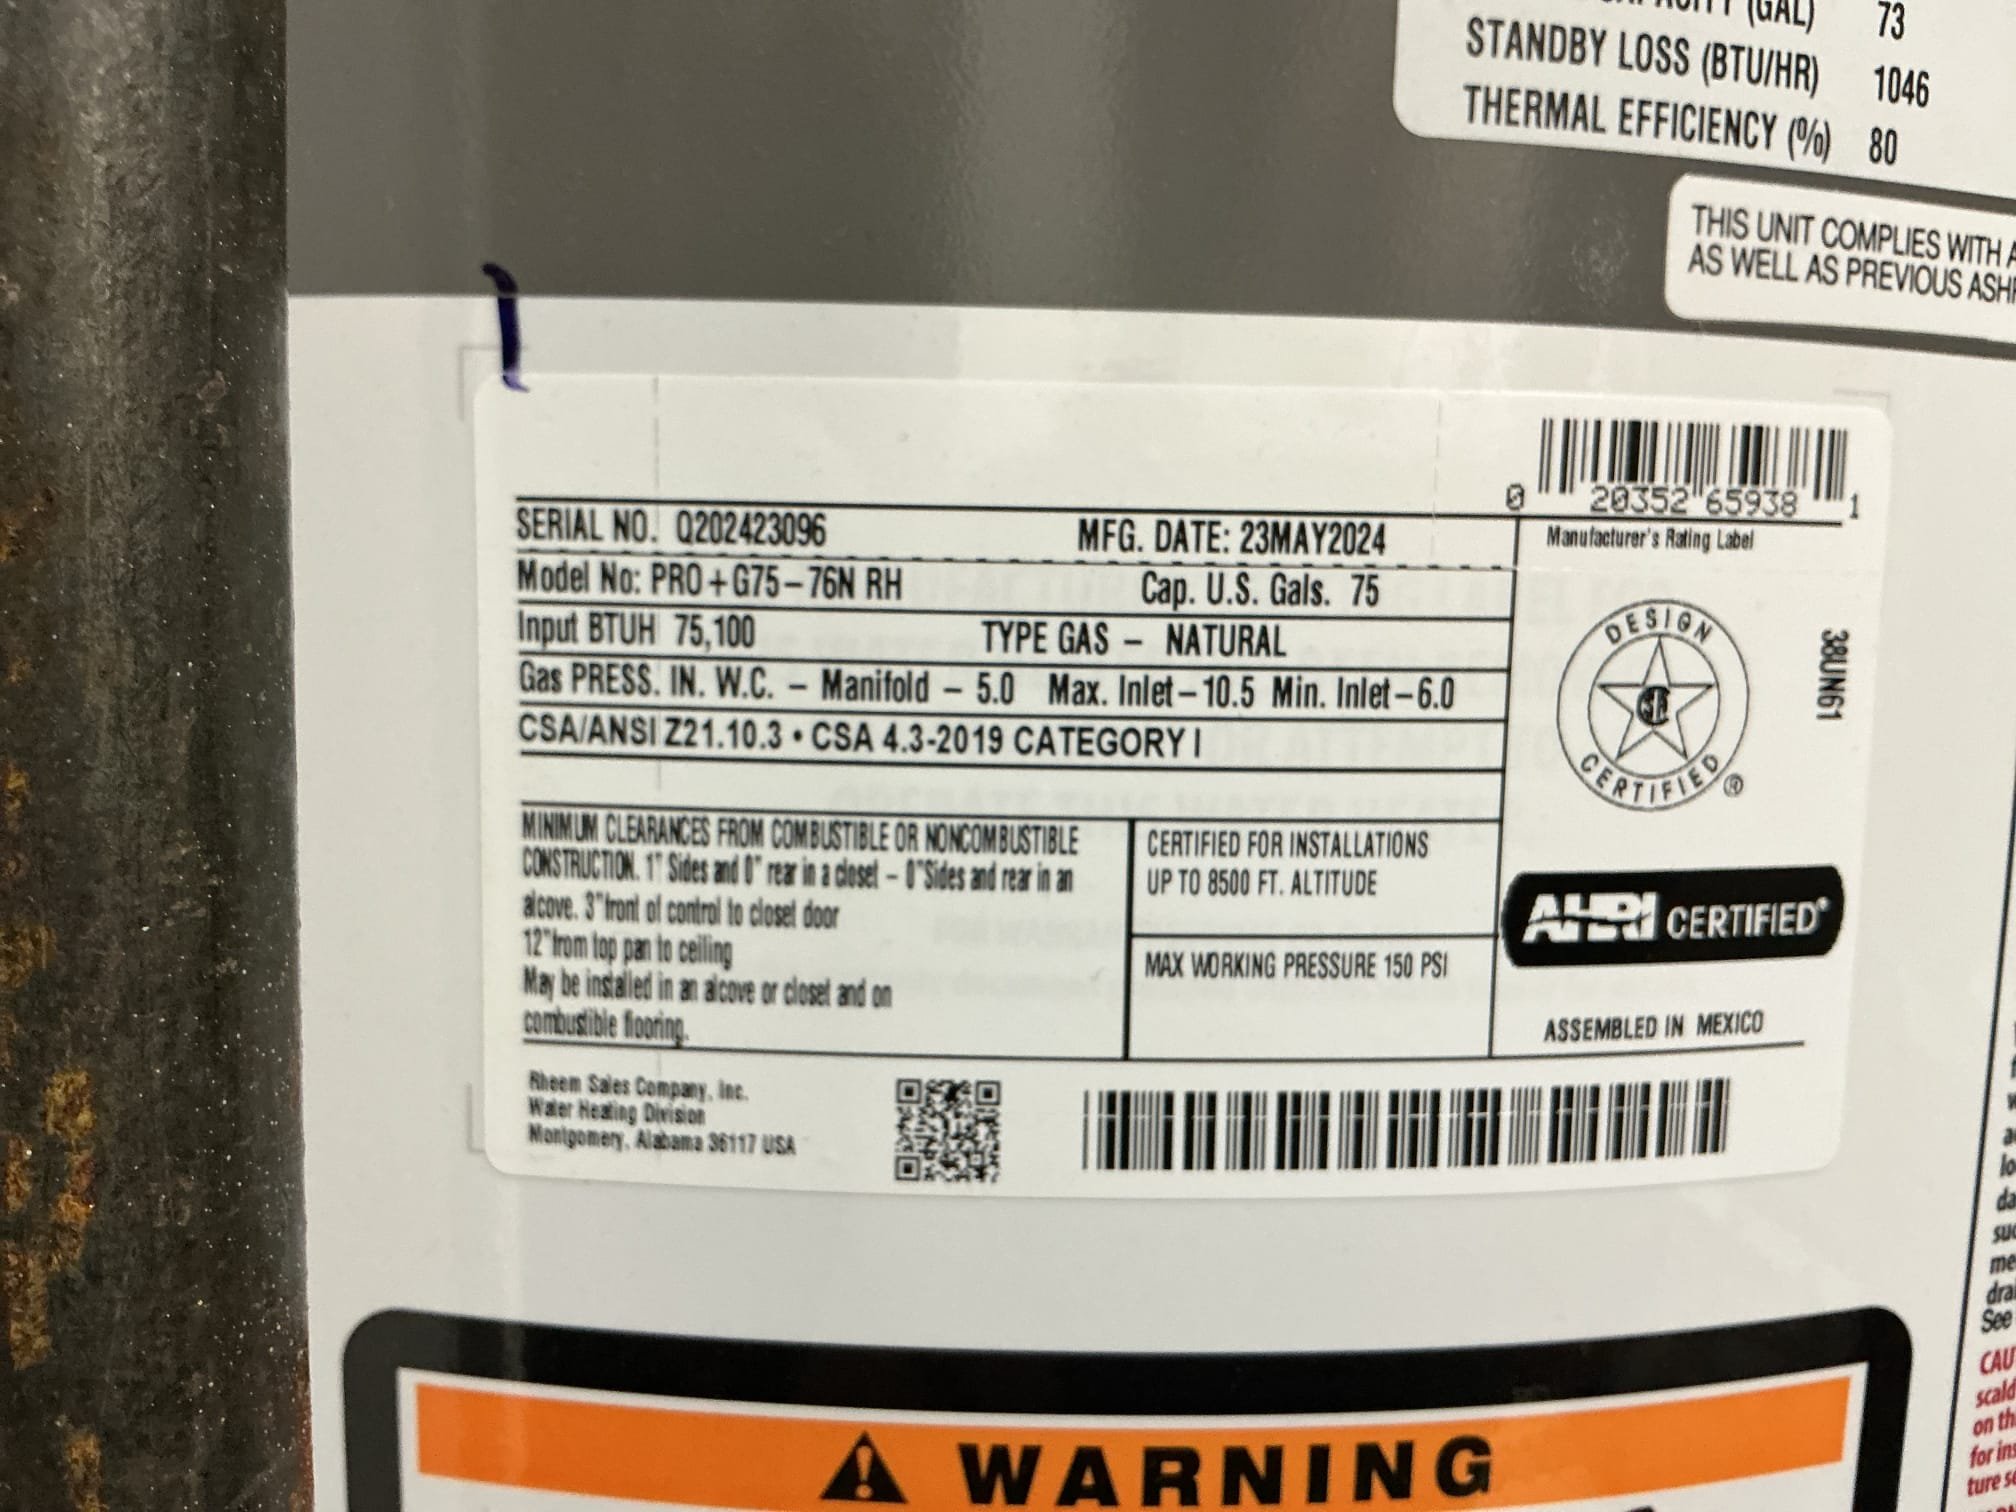 (GAL) 73
STANDBY LOSS (BTU/HR) 1046
THERMAL EFFICIENCY (%) 80
THIS UNIT COMPLIES WITH
AS WELL AS PREVIOUS
0 20352 65938 1
SERIAL NO. Q202423096 MFG. DATE: 23MAY2024
Manufacturer's Rating Label
Model No: PRO+G75-76N RH Cap. U.S. Gals. 75
Input BTUH 75,100 TYPE GAS - NATURAL
Gas PRESS. IN. W.C. - Manifold - 5.0 Max. Inlet-10.5 Min. Inlet-6.0
CSA/ANSI Z21.10.3 • CSA 4.3-2019 CATEGORY I
DESIGN
CERTIFIED ®
38UN61
MINIMUM CLEARANCES FROM COMBUSTIBLE OR NONCOMBUSTIBLE
CONSTRUCTION. 1" Sides and 0" rear in a closet - 0"Sides and rear in an
alcove. 3"front of control to closet door
12"from top pan to ceiling
May be installed in an alcove or closet and on
combustible flooring.
CERTIFIED FOR INSTALLATIONS
UP TO 8500 FT. ALTITUDE
MAX WORKING PRESSURE 150 PSI
AHRI CERTIFIED®
ASSEMBLED IN MEXICO
Rheem Sales Company, Inc.
Water Heating Division
Montgomery, Alabama 36117 USA
WARNING
See
on